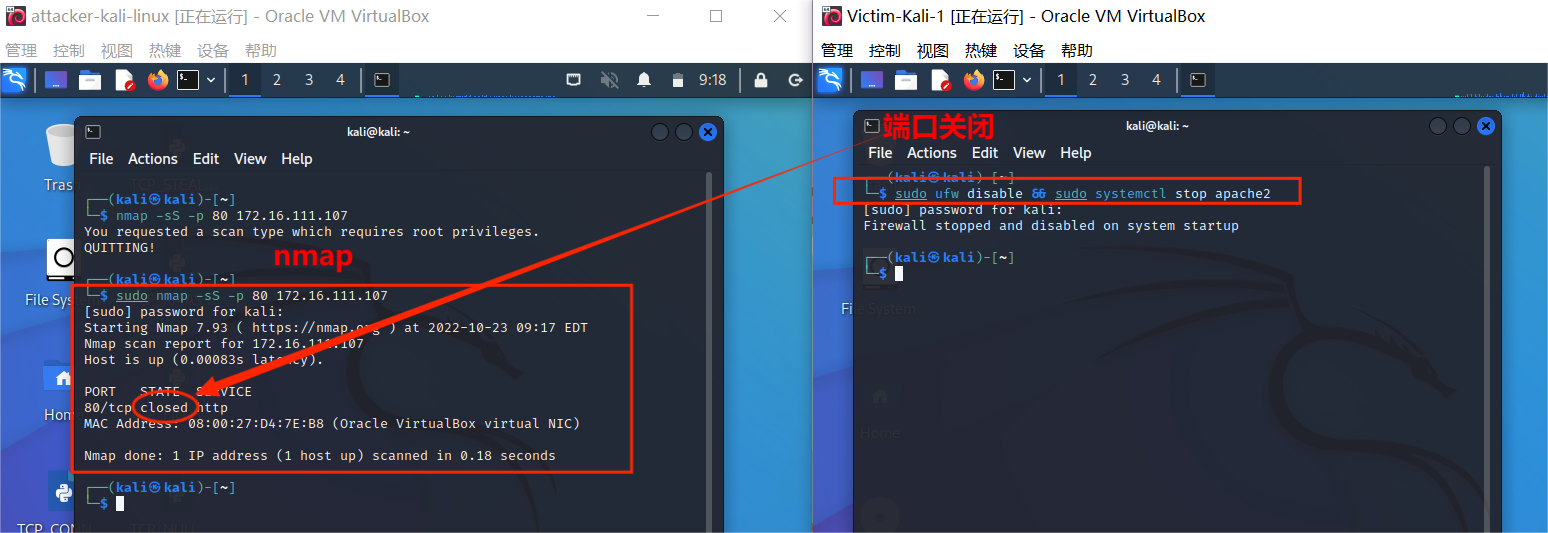 attacker-kali-linux [正在运行] - Oracle VM VirtualBox
管理 控制 视图 热键 设备 帮助
1 2 3 4 9:18
Tras
File Sys
Hom
TCP_CONN
TCP_NULL
kali@kali: ~
File Actions Edit View Help
┌──(kali㉿kali)-[~]
└─$ nmap -sS -p 80 172.16.111.107
You requested a scan type which requires root privileges.
QUITTING!
nmap
┌──(kali㉿kali)-[~]
└─$ sudo nmap -sS -p 80 172.16.111.107
[sudo] password for kali:
Starting Nmap 7.93 ( https://nmap.org ) at 2022-10-23 09:17 EDT
Nmap scan report for 172.16.111.107
Host is up (0.00083s latency).
PORT STATE SERVICE
80/tcp closed http
MAC Address: 08:00:27:D4:7E:B8 (Oracle VirtualBox virtual NIC)
Nmap done: 1 IP address (1 host up) scanned in 0.18 seconds
┌──(kali㉿kali)-[~]
└─$
Victim-Kali-1 [正在运行] - Oracle VM VirtualBox
管理 控制 视图 热键 设备 帮助
1 2 3 4
端口关闭
kali@kali: ~
File Actions Edit View Help
┌──(kali㉿kali)-[~]
└─$ sudo ufw disable && sudo systemctl stop apache2
[sudo] password for kali:
Firewall stopped and disabled on system startup
┌──(kali㉿kali)-[~]
└─$
File System
Home